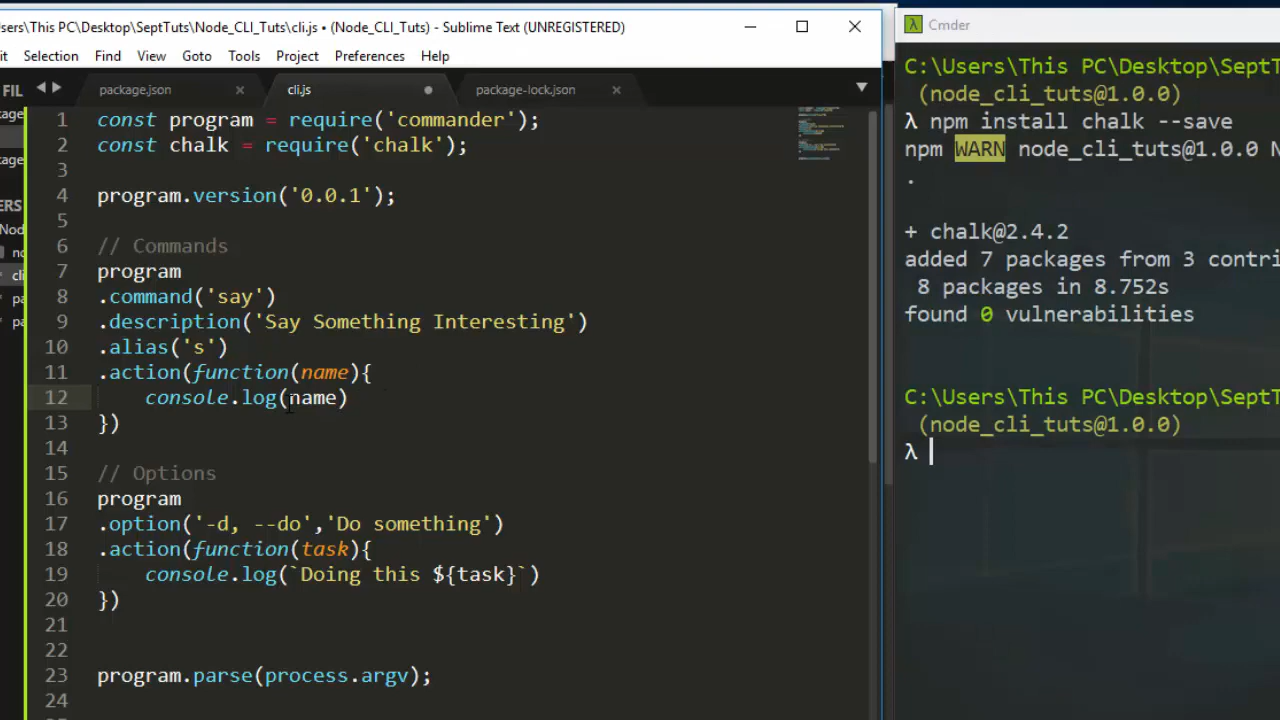 sers\This PC\Desktop\SeptTuts\Node_CLI_Tuts\cli.js • (Node_CLI_Tuts) - Sublime Text (UNREGISTERED)
it Selection Find View Goto Tools Project Preferences Help
FIL
package.json × cli.js package-lock.json ×
1 const program = require('commander');
2 const chalk = require('chalk');
3
4 program.version('0.0.1');
5
6 // Commands
7 program
8 .command('say')
9 .description('Say Something Interesting')
10 .alias('s')
11 .action(function(name){
12 console.log(name)
13 })
14
15 // Options
16 program
17 .option('-d, --do','Do something')
18 .action(function(task){
19 console.log(`Doing this ${task}`)
20 })
21
22
23 program.parse(process.argv);
24
ERS
Nod
cli
Cmder
C:\Users\This PC\Desktop\SeptT
(node_cli_tuts@1.0.0)
λ npm install chalk --save
npm WARN node_cli_tuts@1.0.0 N
.
+ chalk@2.4.2
added 7 packages from 3 contri
8 packages in 8.752s
found 0 vulnerabilities
C:\Users\This PC\Desktop\SeptT
(node_cli_tuts@1.0.0)
λ